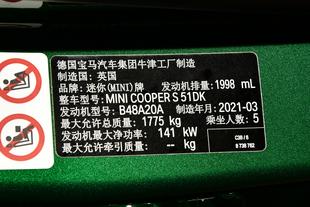 德国宝马汽车集团牛津工厂制造
制造国：英国
品牌：迷你(MINI)牌 发动机排量：1998 mL
整车型号：MINI COOPER S 51DK
发动机型号：B48A20A 制造年月：2021-03
最大允许总质量：1775 kg 乘坐人数：5
发动机最大净功率：141 kW
最大允许牵引质量：- kg
C38 / 6
8 738 762